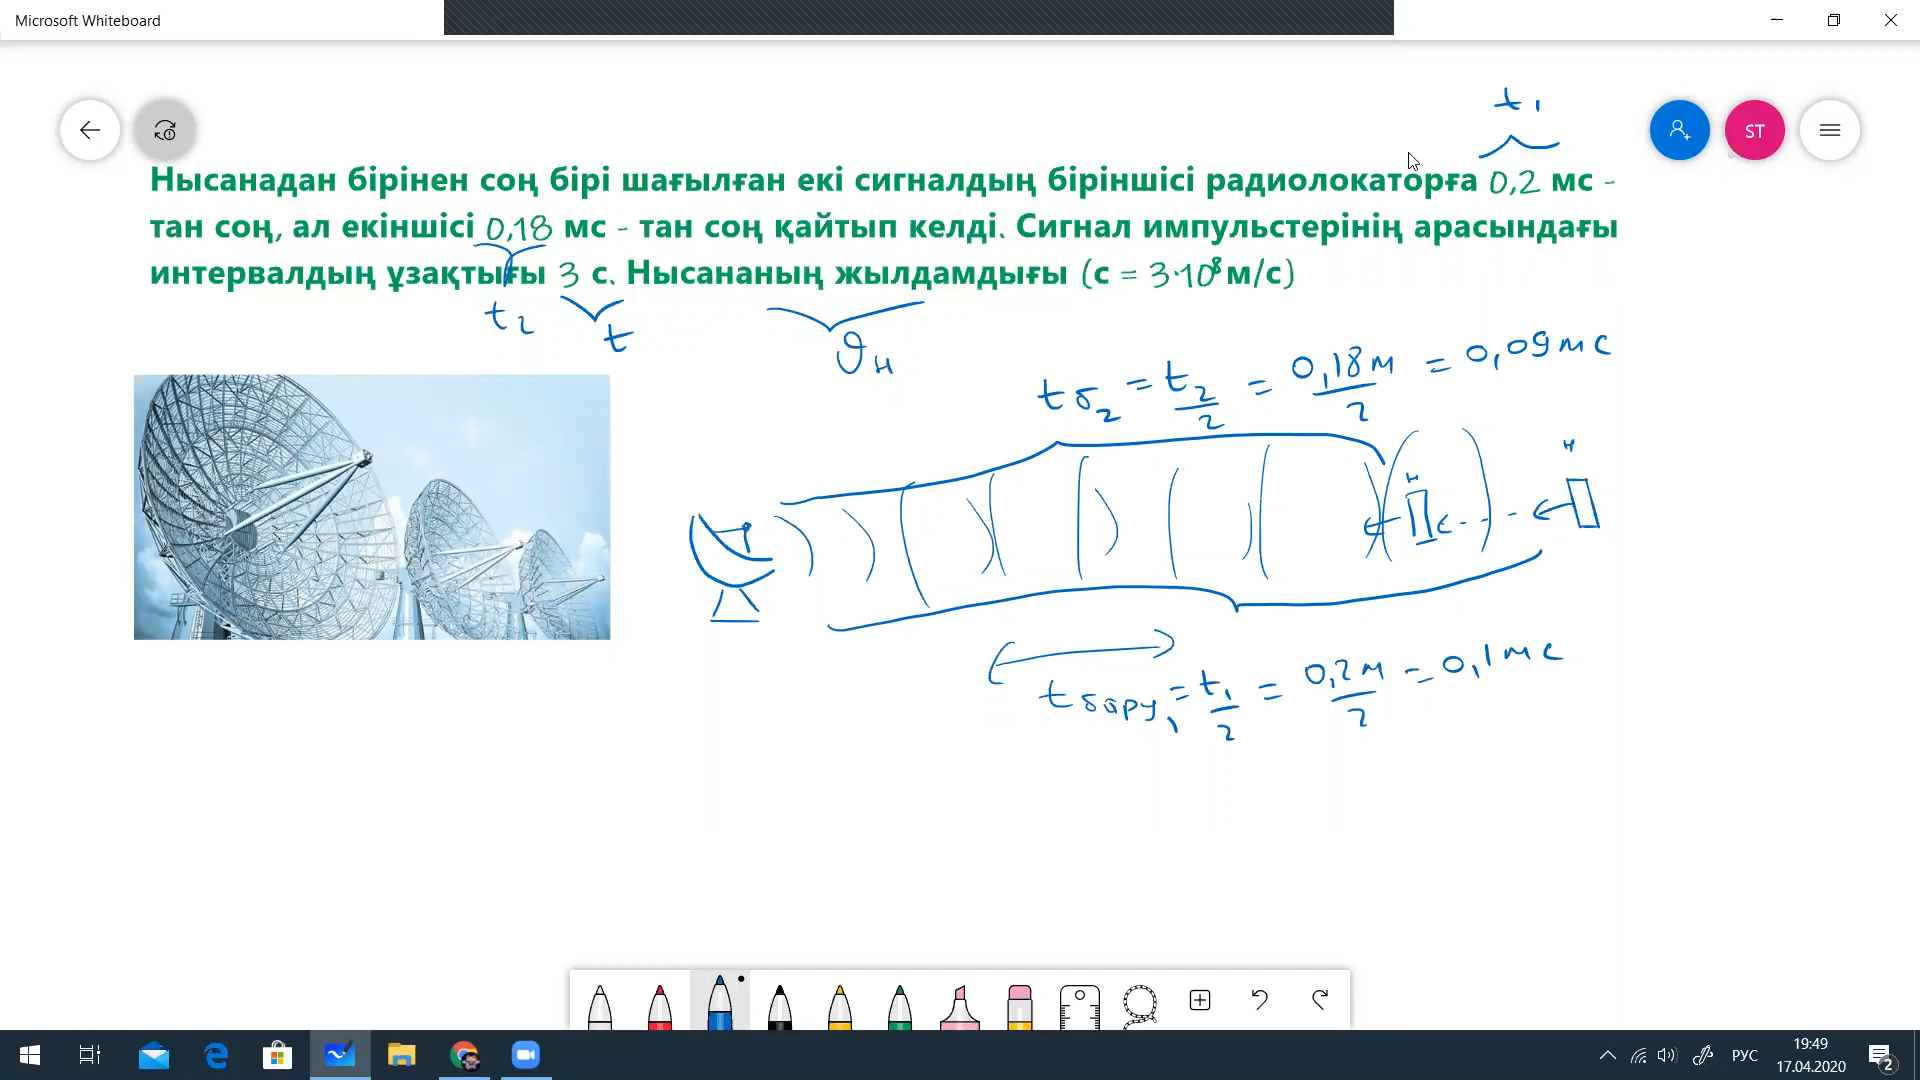 Microsoft Whiteboard
t₁
ST
Нысанадан бірінен соң бірі шағылған екі сигналдың біріншісі радиолокаторға 0,2 мс -
тан соң, ал екіншісі 0,18 мс - тан соң қайтып келді. Сигнал импульстерінің арасындағы
интервалдың ұзақтығы 3 с. Нысананың жылдамдығы (с = 3·10⁸м/с)
t₂
t
υн
tб₂ = t₂/2 = 0,18м/2 = 0,09мс
н
н
tбару₁ = t₁/2 = 0,2м/2 = 0,1мс
РУС
19:49
17.04.2020
2